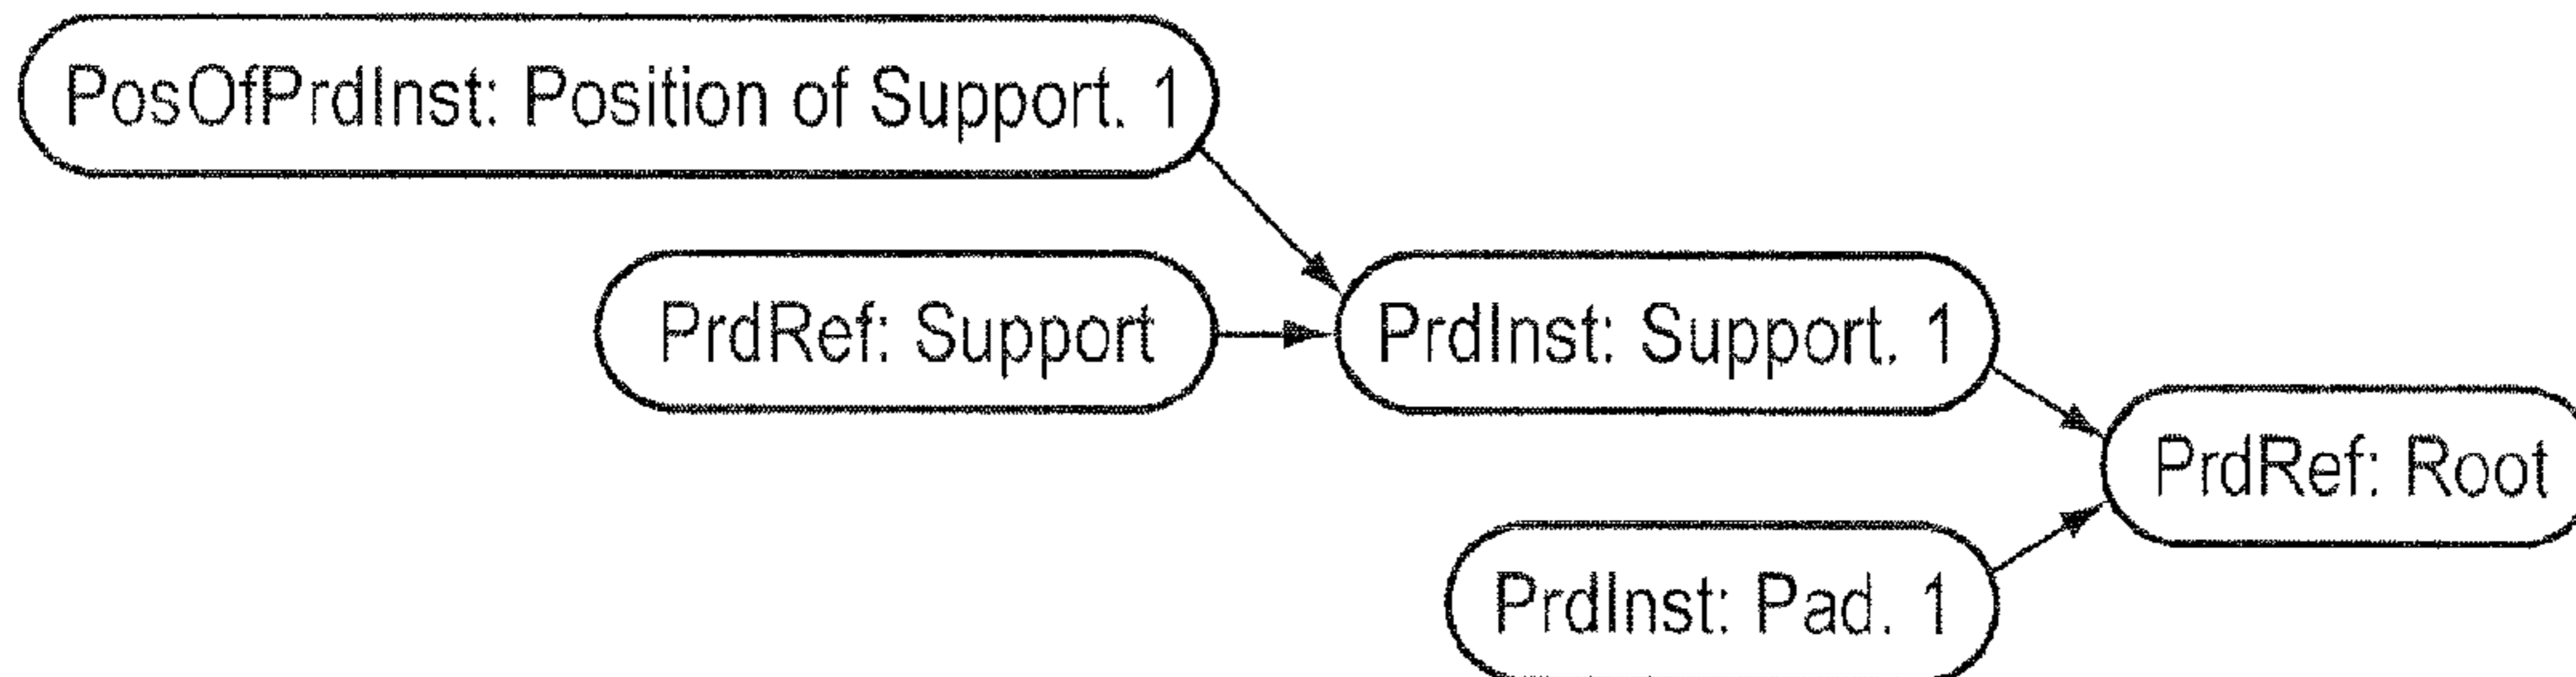 PosOfPrdInst: Position of Support. 1
PrdRef: Support
PrdInst: Support. 1
PrdRef: Root
PrdInst: Pad. 1